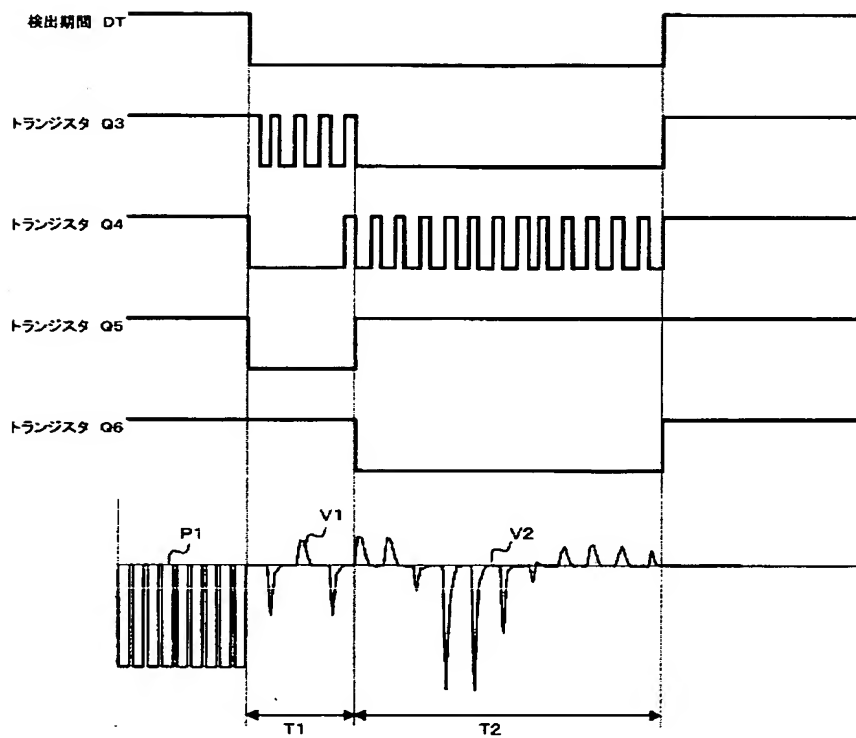 検出期間 DT
トランジスタ Q3
トランジスタ Q4
トランジスタ Q5
トランジスタ Q6
P1
V1
V2
T1
T2